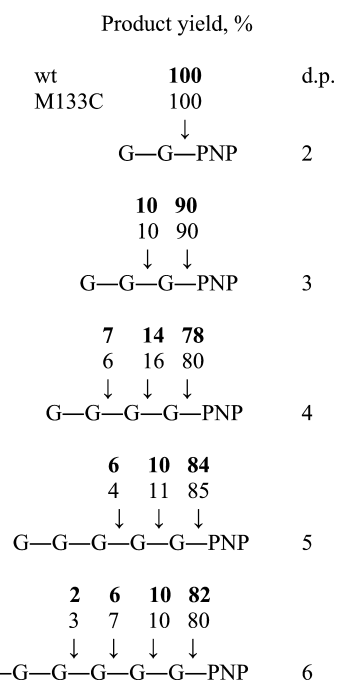 Product yield, %
wt 100 d.p.
M133C 100
↓
G—G—PNP 2
10 90
10 90
↓ ↓
G—G—G—PNP 3
7 14 78
6 16 80
↓ ↓ ↓
G—G—G—G—PNP 4
6 10 84
4 11 85
↓ ↓ ↓
G—G—G—G—G—PNP 5
2 6 10 82
3 7 10 80
↓ ↓ ↓ ↓
—G—G—G—G—G—PNP 6